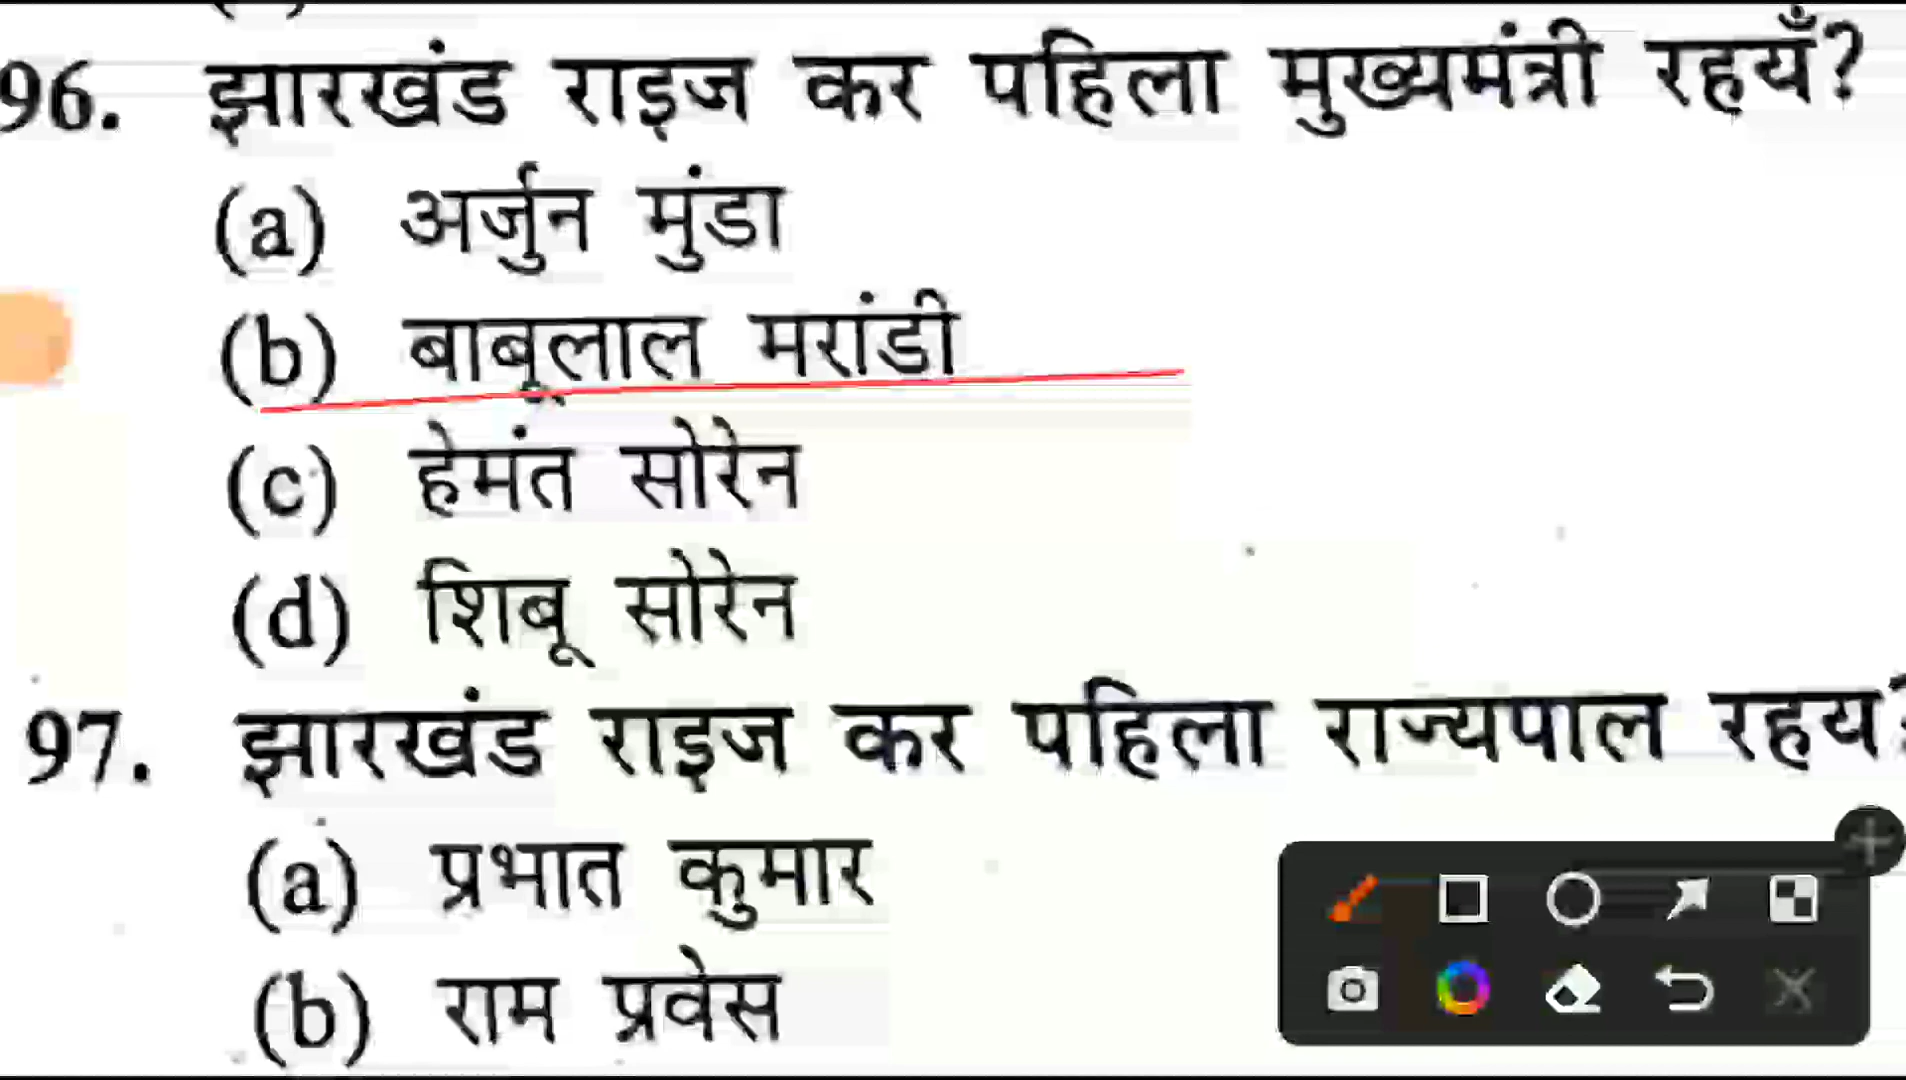 96. झारखंड राइज कर पहिला मुख्यमंत्री रहयँ?
(a) अर्जुन मुंडा
(b) बाबूलाल मरांडी
(c) हेमंत सोरेन
(d) शिबू सोरेन
97. झारखंड राइज कर पहिला राज्यपाल रहय?
(a) प्रभात कुमार
(b) राम प्रवेस